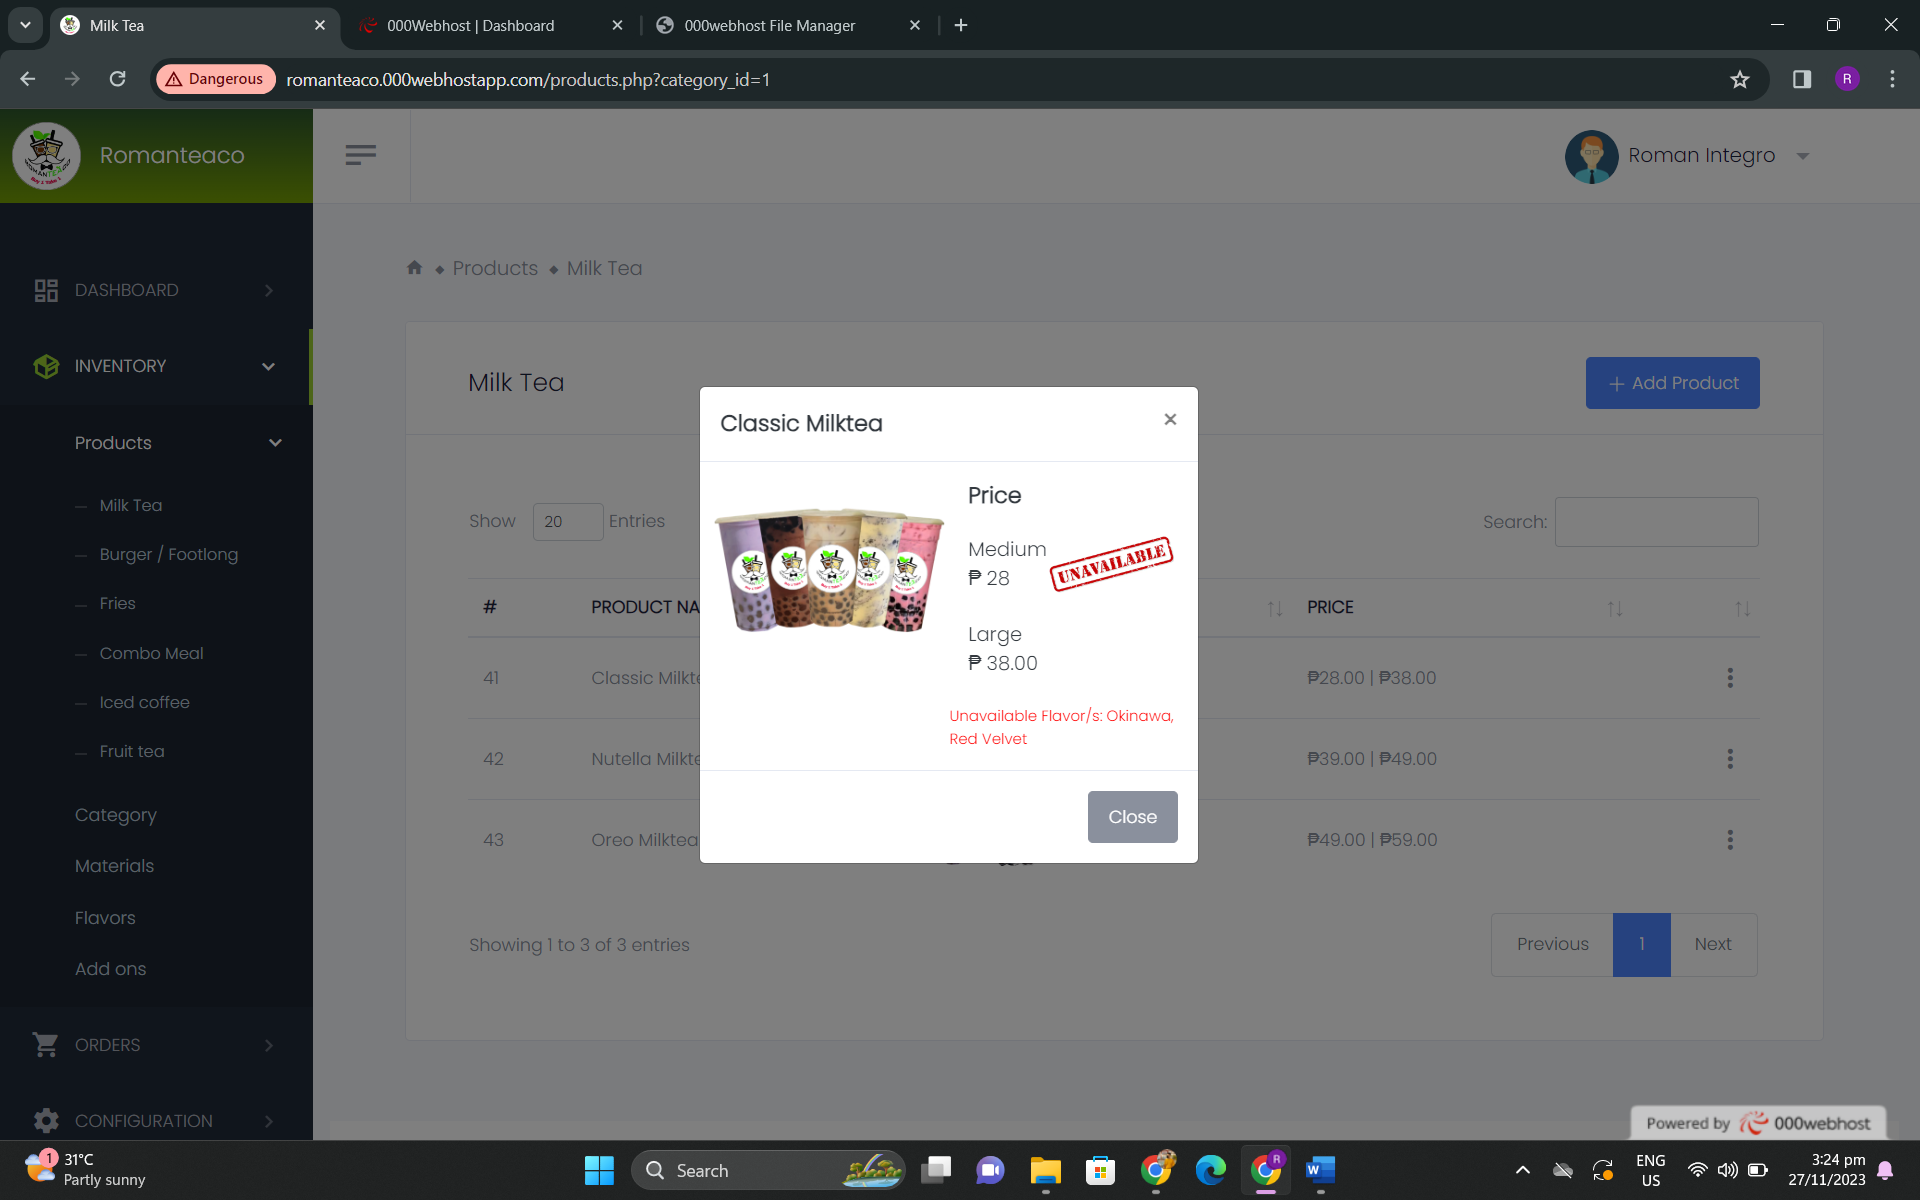 Milk Tea
000Webhost | Dashboard
000webhost File Manager
Dangerous
romanteaco.000webhostapp.com/products.php?category_id=1
R
Romanteaco
Roman Integro
DASHBOARD
INVENTORY
Products
Milk Tea
Burger / Footlong
Fries
Combo Meal
Iced coffee
Fruit tea
Category
Materials
Flavors
Add ons
ORDERS
CONFIGURATION
Products
Milk Tea
Milk Tea
+ Add Product
Show 20 Entries
Search:
# PRODUCT NA PRICE
41 Classic Milkte ₱28.00 | ₱38.00
42 Nutella Milkte ₱39.00 | ₱49.00
43 Oreo Milktea ₱49.00 | ₱59.00
Showing 1 to 3 of 3 entries
Previous 1 Next
Classic Milktea
×
Price
Medium
₱ 28
UNAVAILABLE
Large
₱ 38.00
Unavailable Flavor/s: Okinawa,
Red Velvet
Close
Powered by 000webhost
1
31°C
Partly sunny
Search
R
W
ENG
US
3:24 pm
27/11/2023